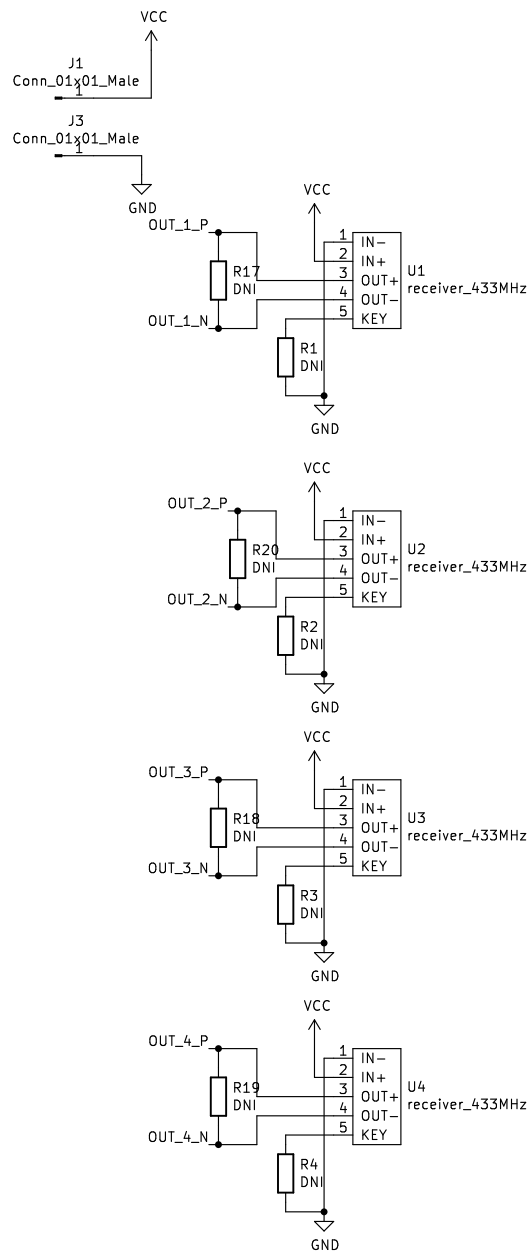 VCC
J1
Conn_01x01_Male
1
J3
Conn_01x01_Male
1
GND
VCC
OUT_1_P
1 IN-
2 IN+
R17
3 OUT+
U1
DNI
4 OUT-
receiver_433MHz
OUT_1_N
5 KEY
R1
DNI
GND
VCC
OUT_2_P
1 IN-
2 IN+
R20
3 OUT+
U2
DNI
4 OUT-
receiver_433MHz
OUT_2_N
5 KEY
R2
DNI
GND
VCC
OUT_3_P
1 IN-
2 IN+
R18
3 OUT+
U3
DNI
4 OUT-
receiver_433MHz
OUT_3_N
5 KEY
R3
DNI
GND
VCC
OUT_4_P
1 IN-
2 IN+
R19
3 OUT+
U4
DNI
4 OUT-
receiver_433MHz
OUT_4_N
5 KEY
R4
DNI
GND